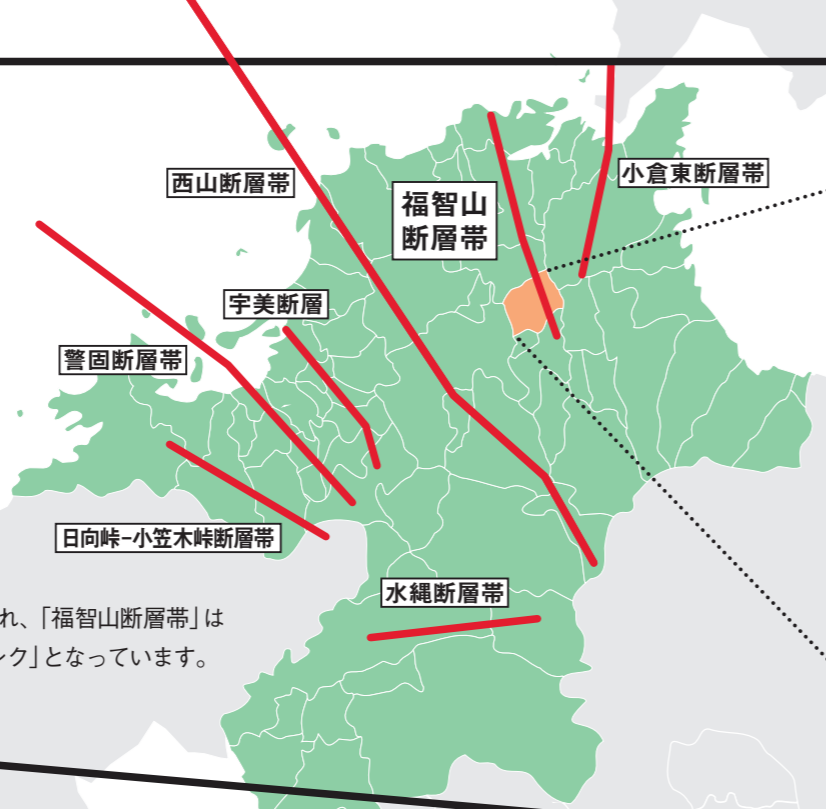 西山断層帯
福智山
断層帯
小倉東断層帯
宇美断層
警固断層帯
日向峠−小笠木峠断層帯
水縄断層帯
れ、「福智山断層帯」は
ンク」となっています。